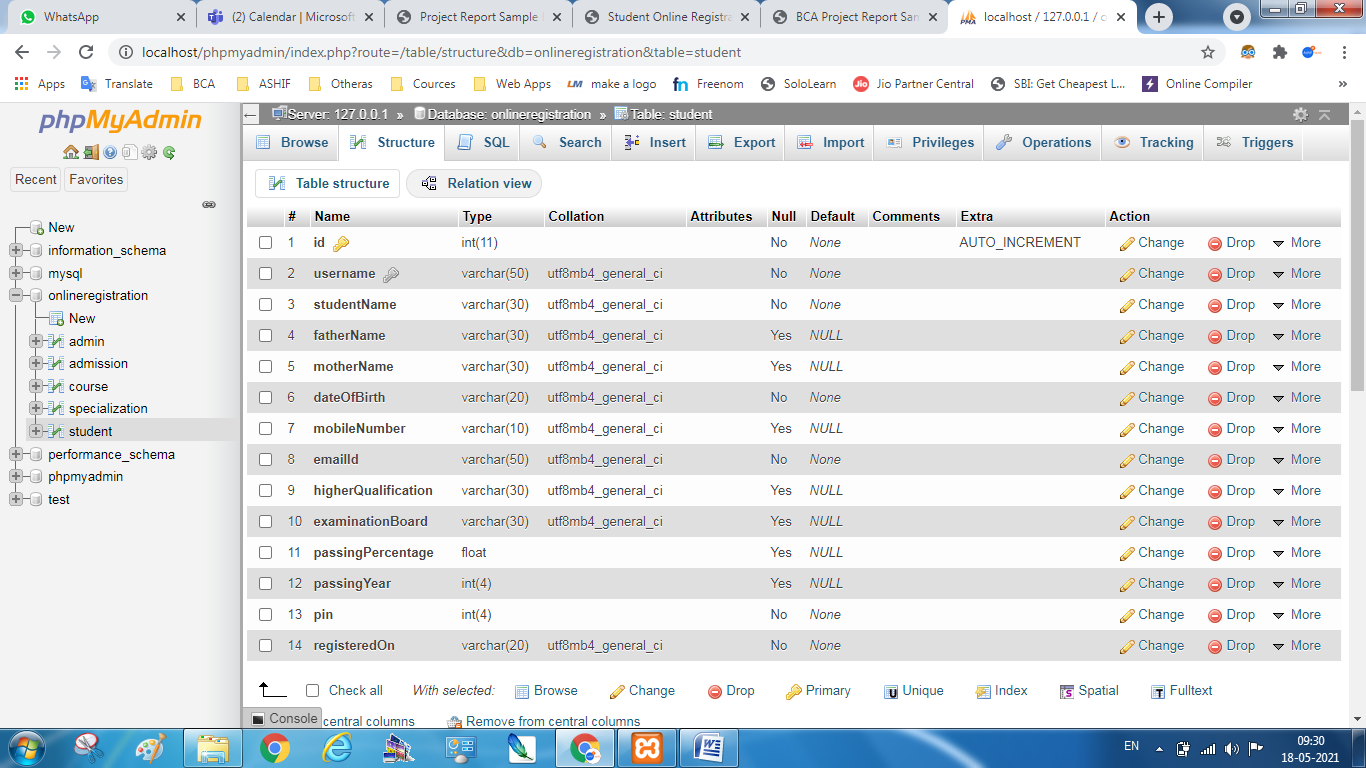 WhatsApp
(2) Calendar | Microsoft
Project Report Sample
Student Online Registra
BCA Project Report Sam
localhost / 127.0.0.1 / o
localhost/phpmyadmin/index.php?route=/table/structure&db=onlineregistration&table=student
Apps Translate BCA ASHIF Otheras Cources Web Apps make a logo Freenom SoloLearn Jio Partner Central SBI: Get Cheapest L... Online Compiler »
phpMyAdmin
Recent Favorites
New
information_schema
mysql
onlineregistration
New
admin
admission
course
specialization
student
performance_schema
phpmyadmin
test
Server: 127.0.0.1 » Database: onlineregistration » Table: student
Browse Structure SQL Search Insert Export Import Privileges Operations Tracking Triggers
Table structure Relation view
# Name Type Collation Attributes Null Default Comments Extra Action
1 id int(11) No None AUTO_INCREMENT Change Drop More
2 username varchar(50) utf8mb4_general_ci No None Change Drop More
3 studentName varchar(30) utf8mb4_general_ci No None Change Drop More
4 fatherName varchar(30) utf8mb4_general_ci Yes NULL Change Drop More
5 motherName varchar(30) utf8mb4_general_ci Yes NULL Change Drop More
6 dateOfBirth varchar(20) utf8mb4_general_ci No None Change Drop More
7 mobileNumber varchar(10) utf8mb4_general_ci Yes NULL Change Drop More
8 emailId varchar(50) utf8mb4_general_ci No None Change Drop More
9 higherQualification varchar(30) utf8mb4_general_ci Yes NULL Change Drop More
10 examinationBoard varchar(30) utf8mb4_general_ci Yes NULL Change Drop More
11 passingPercentage float Yes NULL Change Drop More
12 passingYear int(4) Yes NULL Change Drop More
13 pin int(4) No None Change Drop More
14 registeredOn varchar(20) utf8mb4_general_ci No None Change Drop More
Check all With selected: Browse Change Drop Primary Unique Index Spatial Fulltext
Console central columns Remove from central columns
EN
09:30
18-05-2021